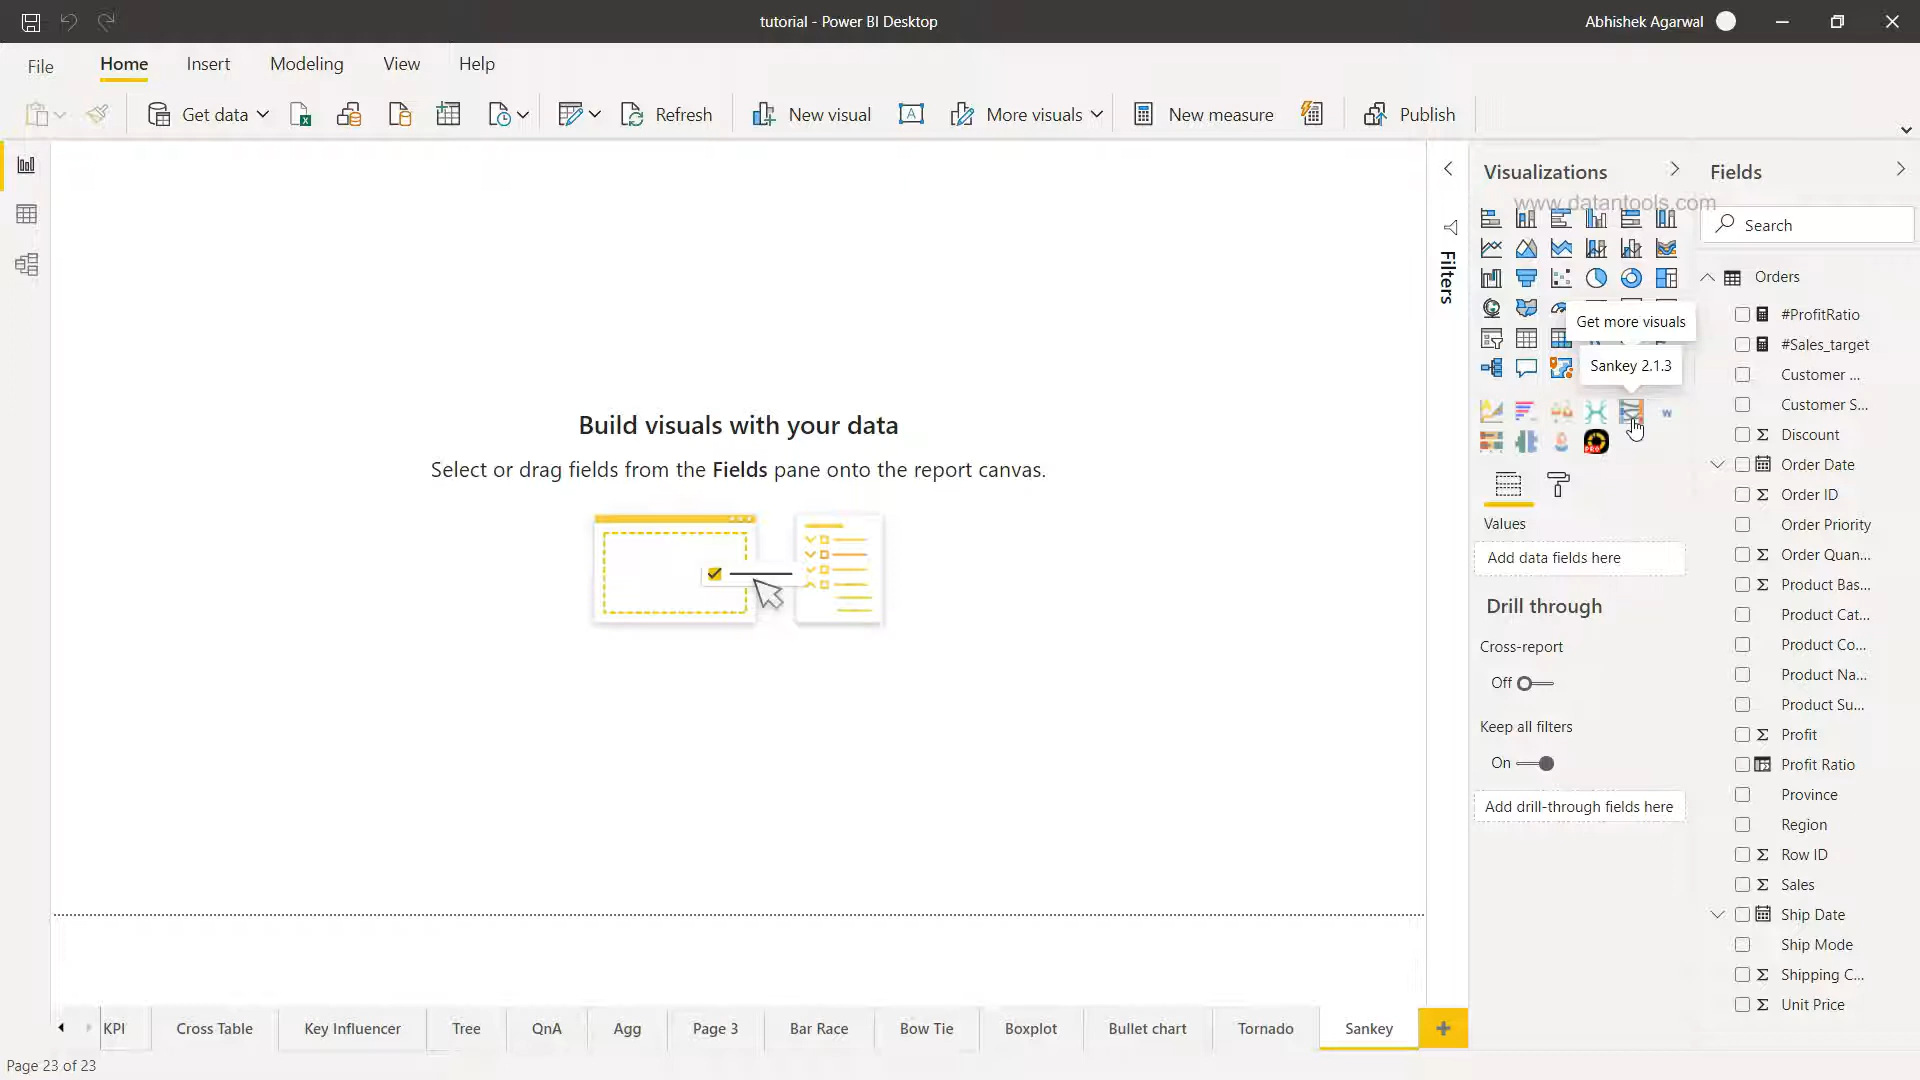 tutorial - Power BI Desktop
Abhishek Agarwal
File
Home
Insert
Modeling
View
Help
Get data
Refresh
New visual
More visuals
New measure
Publish
Build visuals with your data
Select or drag fields from the Fields pane onto the report canvas.
Filters
Visualizations
www.datantools.com
Get more visuals
Sankey 2.1.3
W
PRO
Values
Add data fields here
Drill through
Cross-report
Off
Keep all filters
On
Add drill-through fields here
Fields
Search
Orders
#ProfitRatio
#Sales_target
Customer ...
Customer S...
Discount
Order Date
Order ID
Order Priority
Order Quan...
Product Bas...
Product Cat...
Product Co...
Product Na...
Product Su...
Profit
Profit Ratio
Province
Region
Row ID
Sales
Ship Date
Ship Mode
Shipping C...
Unit Price
KPI
Cross Table
Key Influencer
Tree
QnA
Agg
Page 3
Bar Race
Bow Tie
Boxplot
Bullet chart
Tornado
Sankey
Page 23 of 23